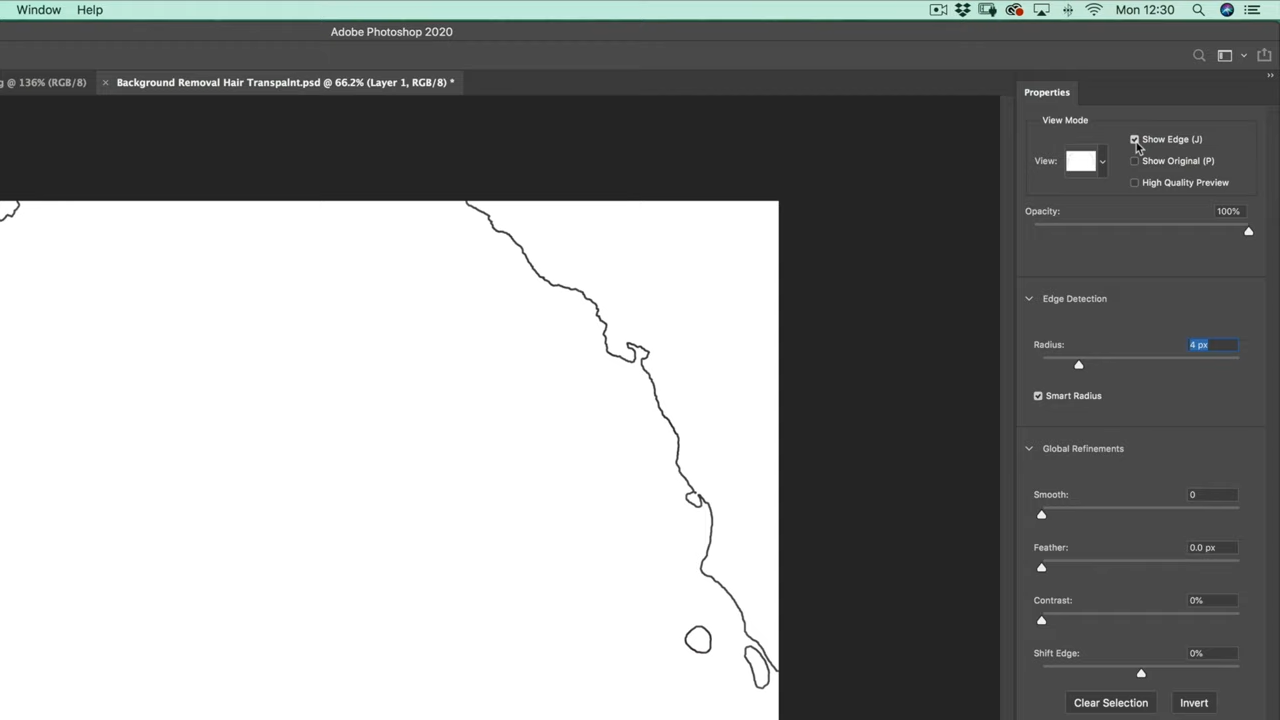 Window Help Mon 12:30
Adobe Photoshop 2020
g @ 136% (RGB/8) × Background Removal Hair Transpalnt.psd @ 66.2% (Layer 1, RGB/8) *
Properties
View Mode
Show Edge (J)
View: Show Original (P)
High Quality Preview
Opacity: 100%
Edge Detection
Radius: 4 px
Smart Radius
Global Refinements
Smooth: 0
Feather: 0.0 px
Contrast: 0%
Shift Edge: 0%
Clear Selection Invert